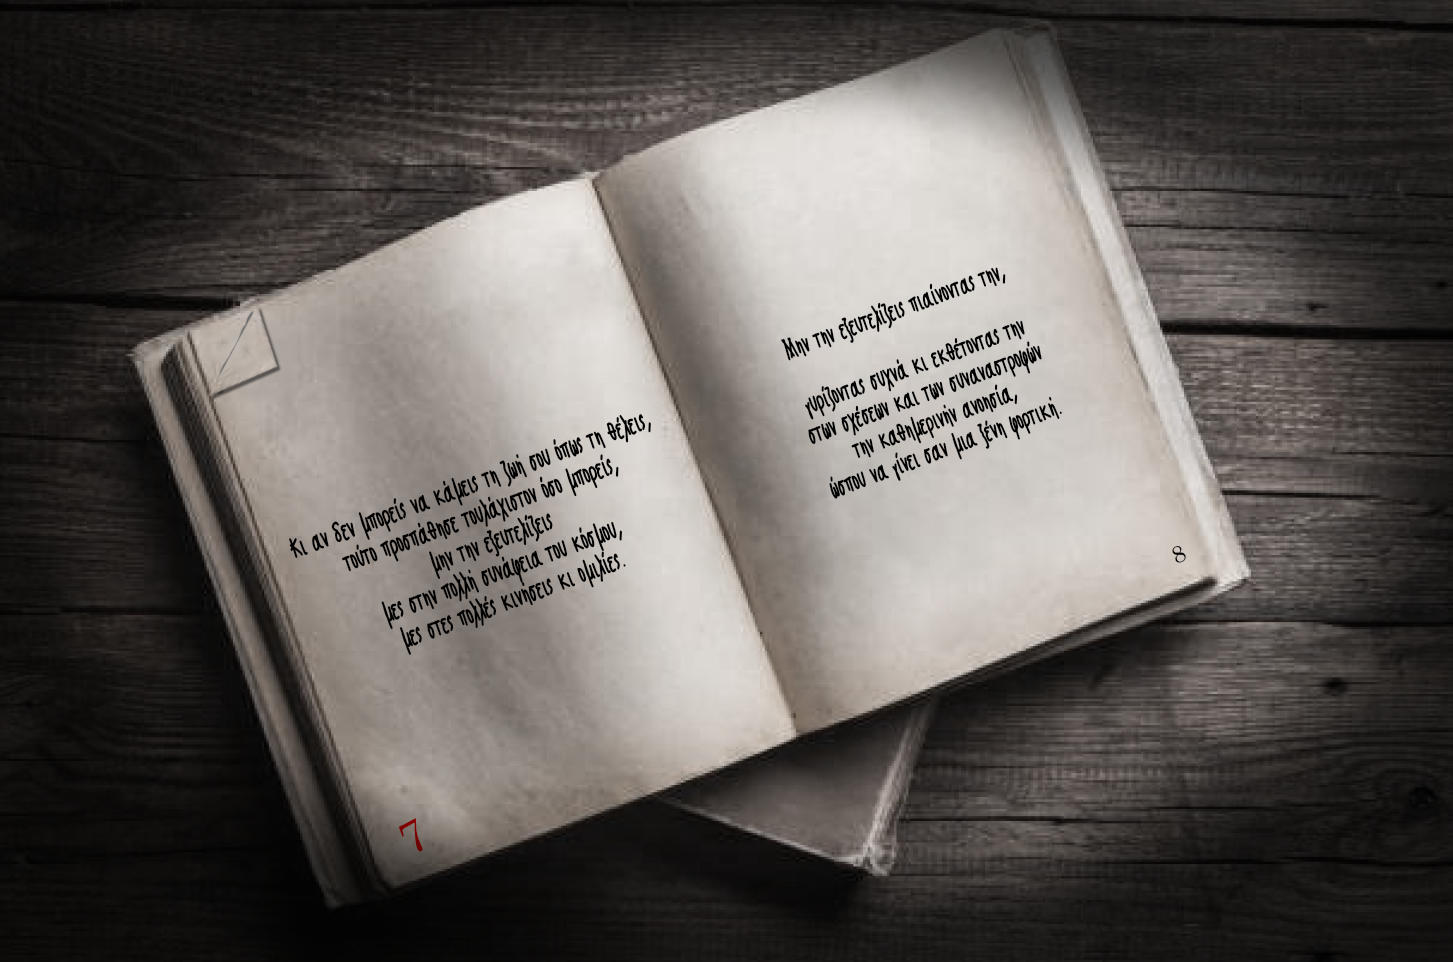 Κι αν δεν μπορείς να κάμεις τη ζωή σου όπως τη θέλεις,
τούτο προσπάθησε τουλάχιστον όσο μπορείς,
μην την εξευτελίζεις
μες στην πολλή συνάφεια του κόσμου,
μες στες πολλές κινήσεις κι ομιλίες.
7
Μην την εξευτελίζεις πιαίνοντας την,
γυρίζοντας συχνά κι εκθέτοντας την
στων σχέσεων και των συναναστροφών
την καθημερινήν ανοησία,
ώσπου να γίνει σαν μια ξένη φορτική.
8